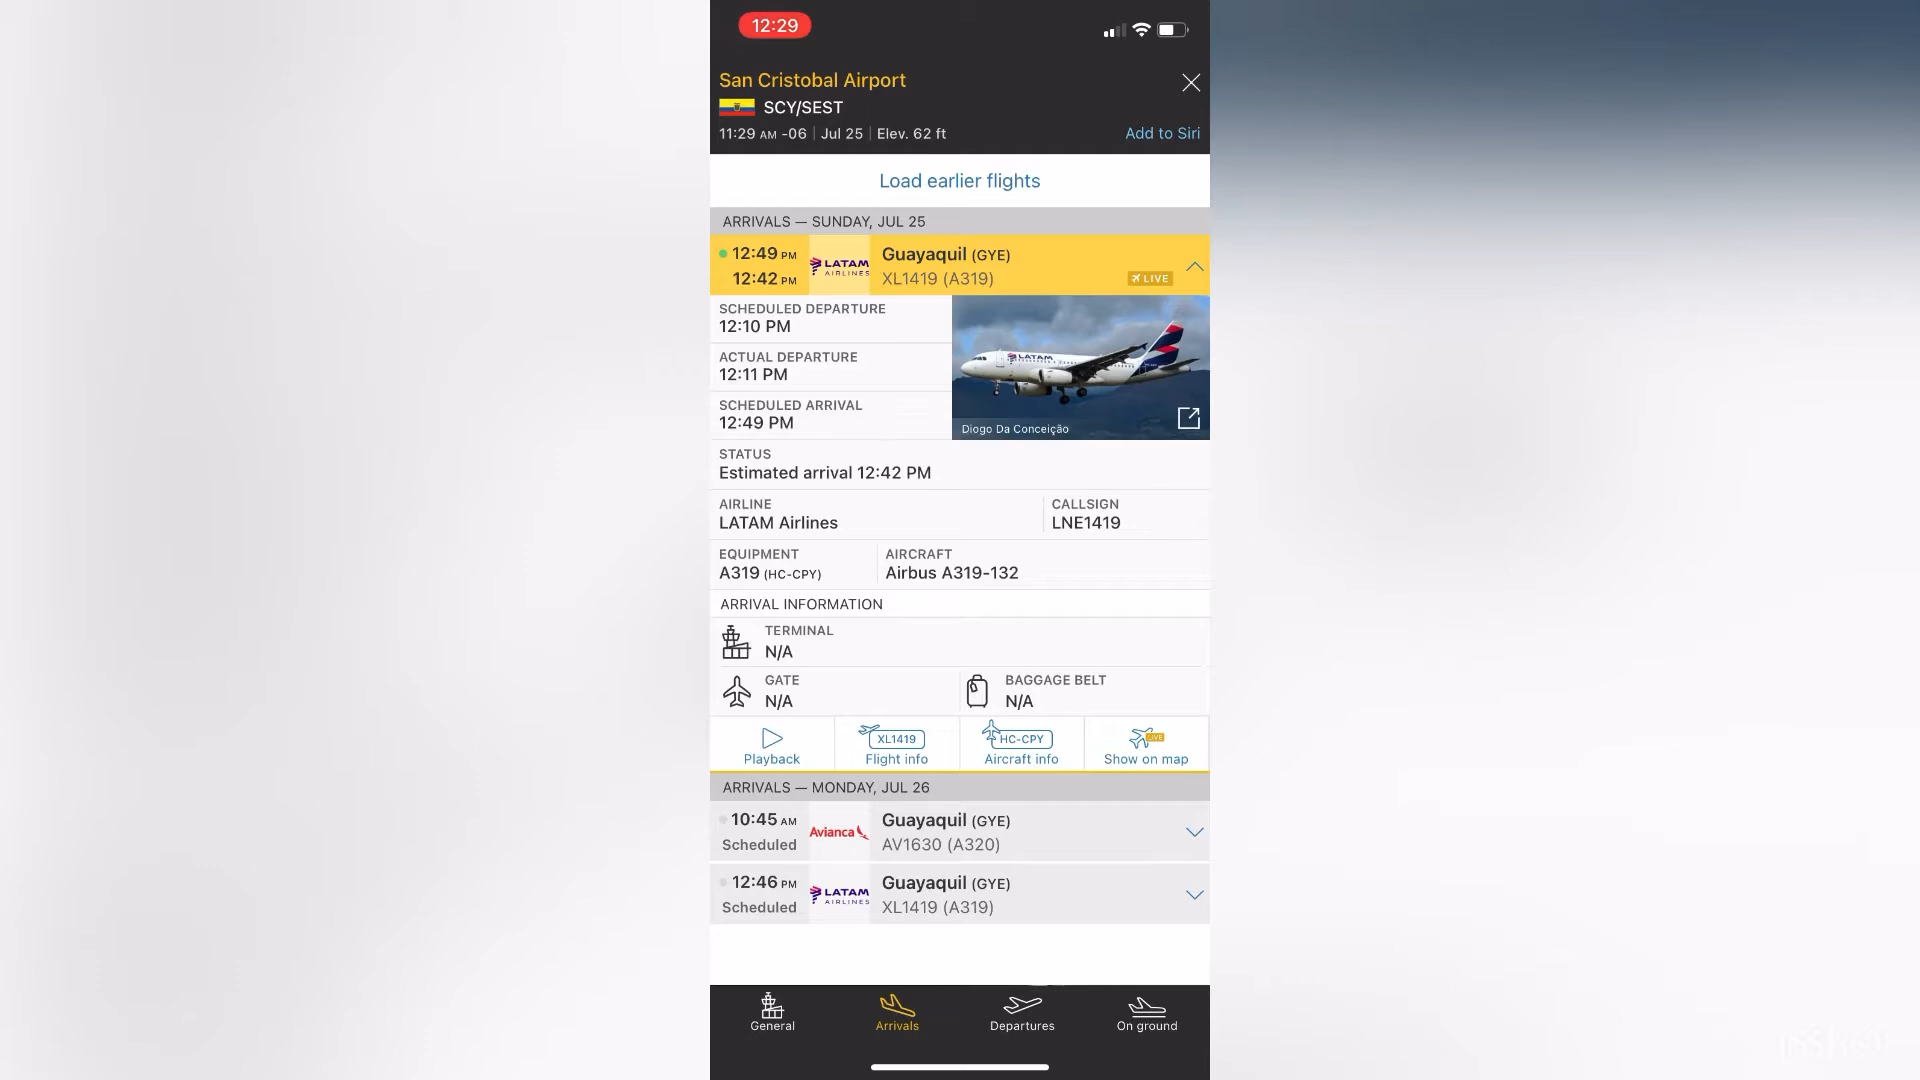 12:29
San Cristobal Airport
SCY/SEST
11:29 AM -06 | Jul 25 | Elev. 62 ft
Add to Siri
Load earlier flights
ARRIVALS — SUNDAY, JUL 25
12:49 PM
12:42 PM
LATAM
AIRLINES
Guayaquil (GYE)
XL1419 (A319)
LIVE
SCHEDULED DEPARTURE
12:10 PM
ACTUAL DEPARTURE
12:11 PM
SCHEDULED ARRIVAL
12:49 PM
LATAM
Diogo Da Conceição
STATUS
Estimated arrival 12:42 PM
AIRLINE
LATAM Airlines
CALLSIGN
LNE1419
EQUIPMENT
A319 (HC-CPY)
AIRCRAFT
Airbus A319-132
ARRIVAL INFORMATION
TERMINAL
N/A
GATE
N/A
BAGGAGE BELT
N/A
Playback
XL1419
Flight info
HC-CPY
Aircraft info
LIVE
Show on map
ARRIVALS — MONDAY, JUL 26
10:45 AM
Scheduled
Avianca
Guayaquil (GYE)
AV1630 (A320)
12:46 PM
Scheduled
LATAM
AIRLINES
Guayaquil (GYE)
XL1419 (A319)
General
Arrivals
Departures
On ground